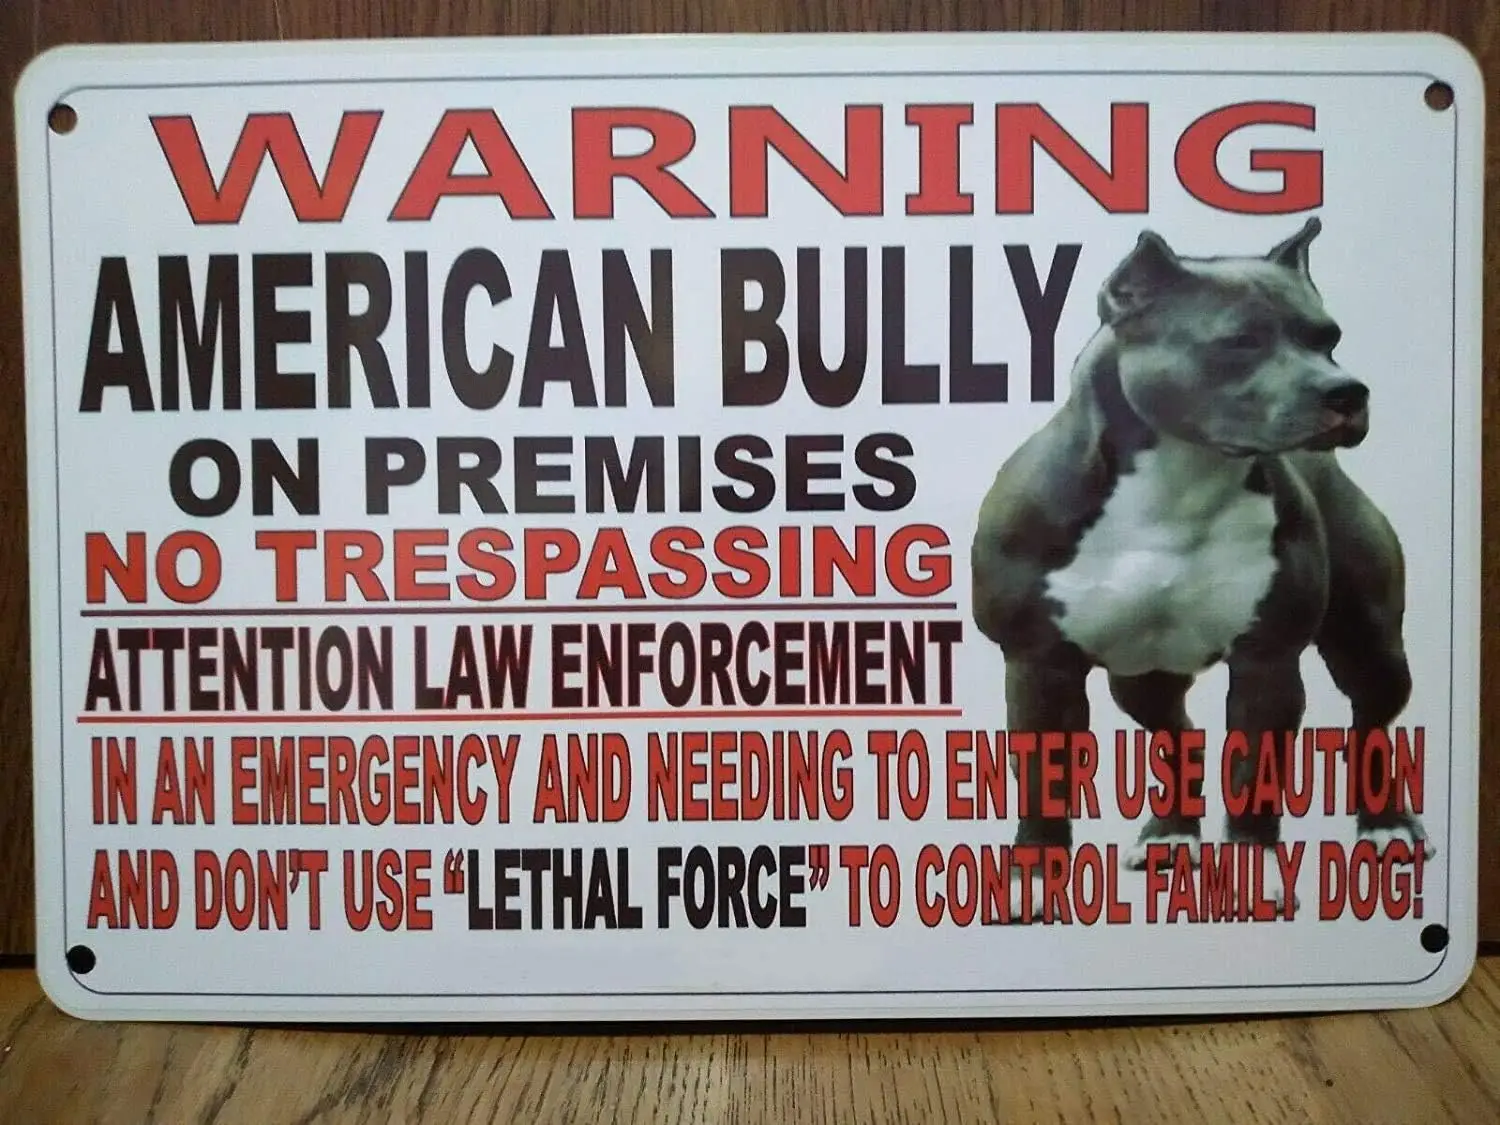 WARNING
AMERICAN BULLY
ON PREMISES
NO TRESPASSING
ATTENTION LAW ENFORCEMENT
IN AN EMERGENCY AND NEEDING TO ENTER USE CAUTION
AND DON'T USE “LETHAL FORCE” TO CONTROL FAMILY DOG!